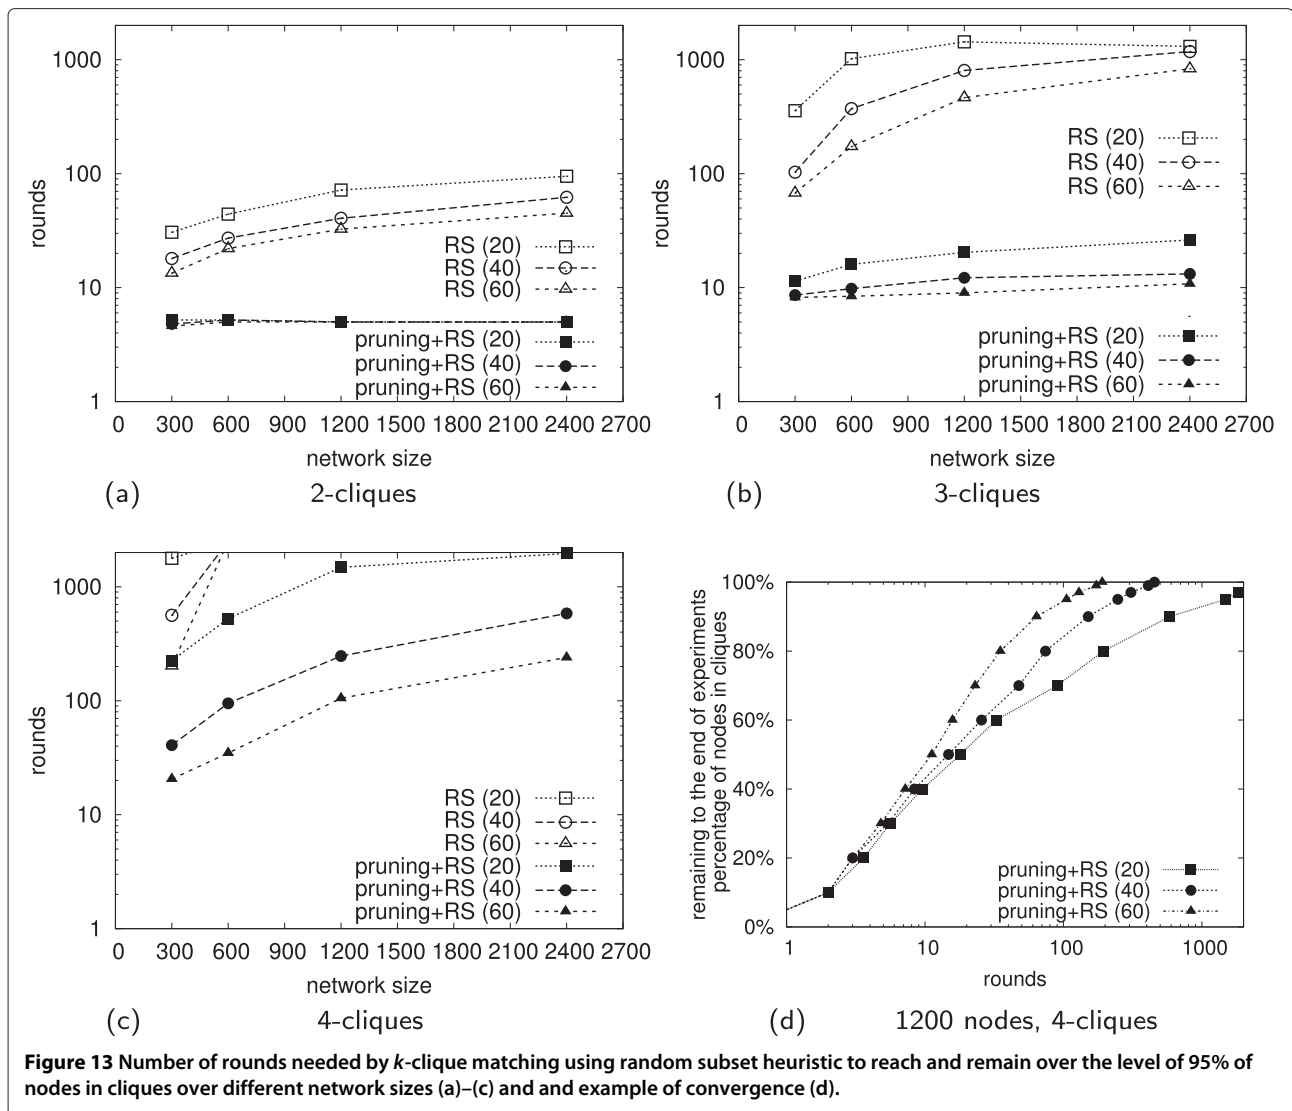 1000
100
10
1
rounds
0 300 600 900 1200 1500 1800 2100 2400 2700
network size
RS (20)
RS (40)
RS (60)
pruning+RS (20)
pruning+RS (40)
pruning+RS (60)
(a) 2-cliques
1000
100
10
1
rounds
0 300 600 900 1200 1500 1800 2100 2400 2700
network size
RS (20)
RS (40)
RS (60)
pruning+RS (20)
pruning+RS (40)
pruning+RS (60)
(b) 3-cliques
1000
100
10
1
rounds
0 300 600 900 1200 1500 1800 2100 2400 2700
network size
RS (20)
RS (40)
RS (60)
pruning+RS (20)
pruning+RS (40)
pruning+RS (60)
(c) 4-cliques
100%
80%
60%
40%
20%
0%
remaining to the end of experiments
percentage of nodes in cliques
1 10 100 1000
rounds
pruning+RS (20)
pruning+RS (40)
pruning+RS (60)
(d) 1200 nodes, 4-cliques
Figure 13 Number of rounds needed by k-clique matching using random subset heuristic to reach and remain over the level of 95% of
nodes in cliques over different network sizes (a)–(c) and and example of convergence (d).